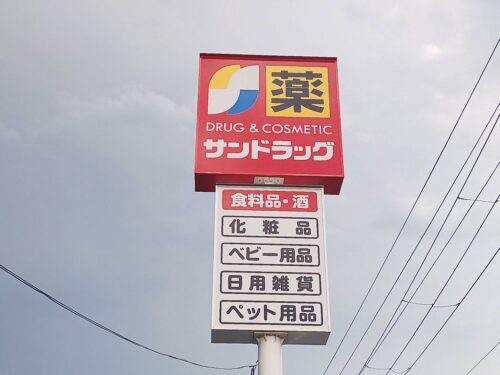 薬
DRUG & COSMETIC
サンドラッグ
食料品・酒
化粧品
ベビー用品
日用雑貨
ペット用品